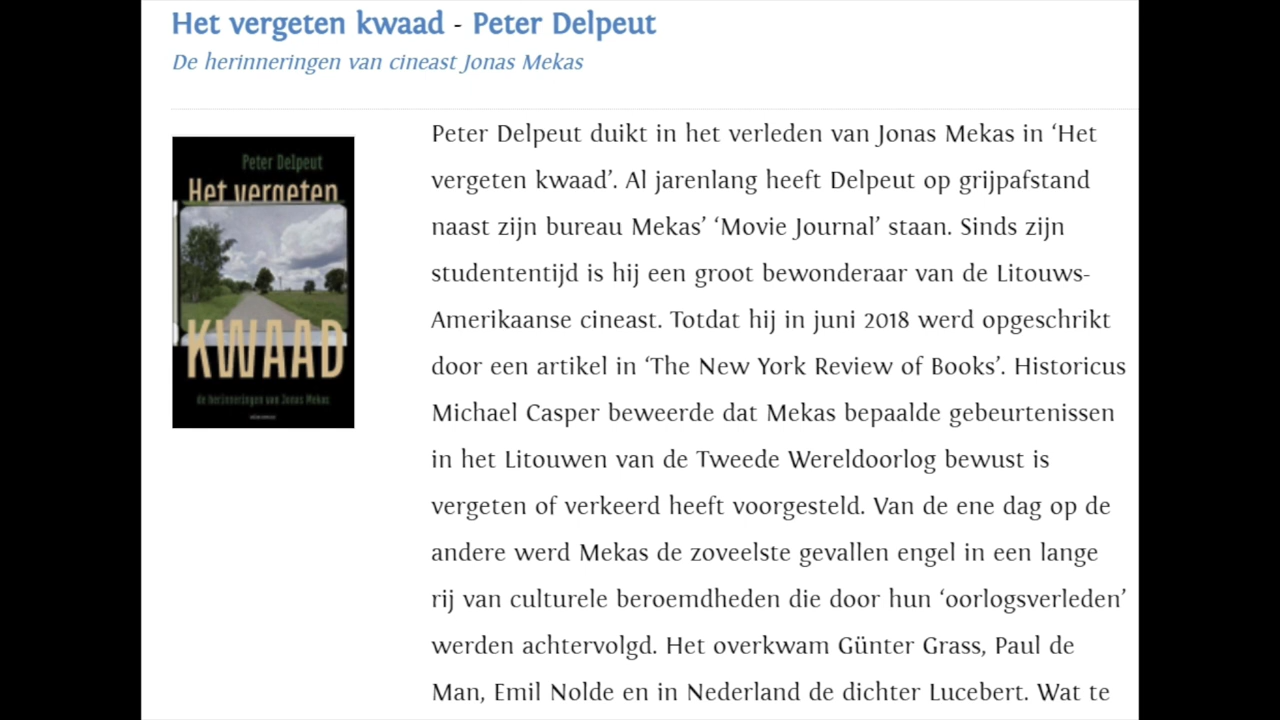 Het vergeten kwaad - Peter Delpeut
De herinneringen van cineast Jonas Mekas
Peter Delpeut
Het vergeten
KWAAD
de herinneringen van Jonas Mekas
Peter Delpeut duikt in het verleden van Jonas Mekas in ‘Het
vergeten kwaad’. Al jarenlang heeft Delpeut op grijpafstand
naast zijn bureau Mekas’ ‘Movie Journal’ staan. Sinds zijn
studententijd is hij een groot bewonderaar van de Litouws-
Amerikaanse cineast. Totdat hij in juni 2018 werd opgeschrikt
door een artikel in ‘The New York Review of Books’. Historicus
Michael Casper beweerde dat Mekas bepaalde gebeurtenissen
in het Litouwen van de Tweede Wereldoorlog bewust is
vergeten of verkeerd heeft voorgesteld. Van de ene dag op de
andere werd Mekas de zoveelste gevallen engel in een lange
rij van culturele beroemdheden die door hun ‘oorlogsverleden’
werden achtervolgd. Het overkwam Günter Grass, Paul de
Man, Emil Nolde en in Nederland de dichter Lucebert. Wat te